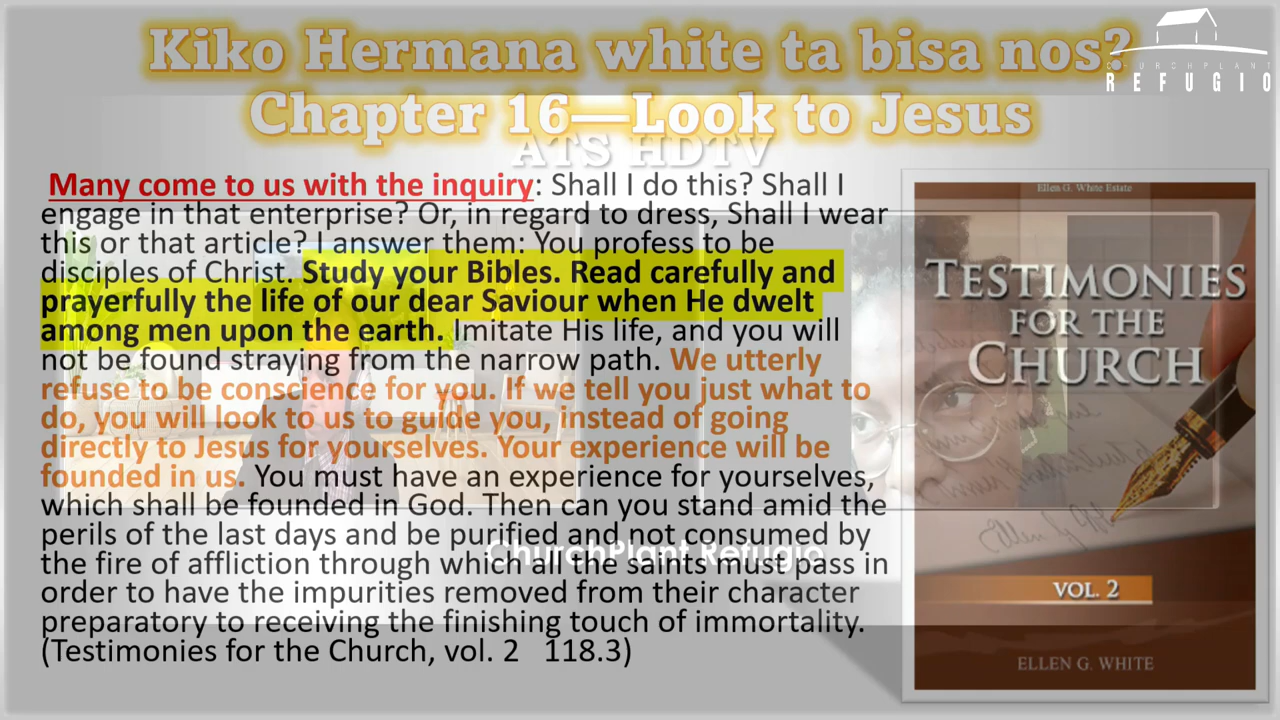 Kiko Hermana white ta bisa nos?
Chapter 16—Look to Jesus
ATS HDTV
CHURCHPLANT
REFUGIO
Many come to us with the inquiry: Shall I do this? Shall I
engage in that enterprise? Or, in regard to dress, Shall I wear
this or that article? I answer them: You profess to be
disciples of Christ. Study your Bibles. Read carefully and
prayerfully the life of our dear Saviour when He dwelt
among men upon the earth. Imitate His life, and you will
not be found straying from the narrow path. We utterly
refuse to be conscience for you. If we tell you just what to
do, you will look to us to guide you, instead of going
directly to Jesus for yourselves. Your experience will be
founded in us. You must have an experience for yourselves,
which shall be founded in God. Then can you stand amid the
perils of the last days and be purified and not consumed by
the fire of affliction through which all the saints must pass in
order to have the impurities removed from their character
preparatory to receiving the finishing touch of immortality.
(Testimonies for the Church, vol. 2 118.3)
ChurchPlant Refugio
Ellen G. White Estate
TESTIMONIES
FOR THE
CHURCH
VOL. 2
ELLEN G. WHITE